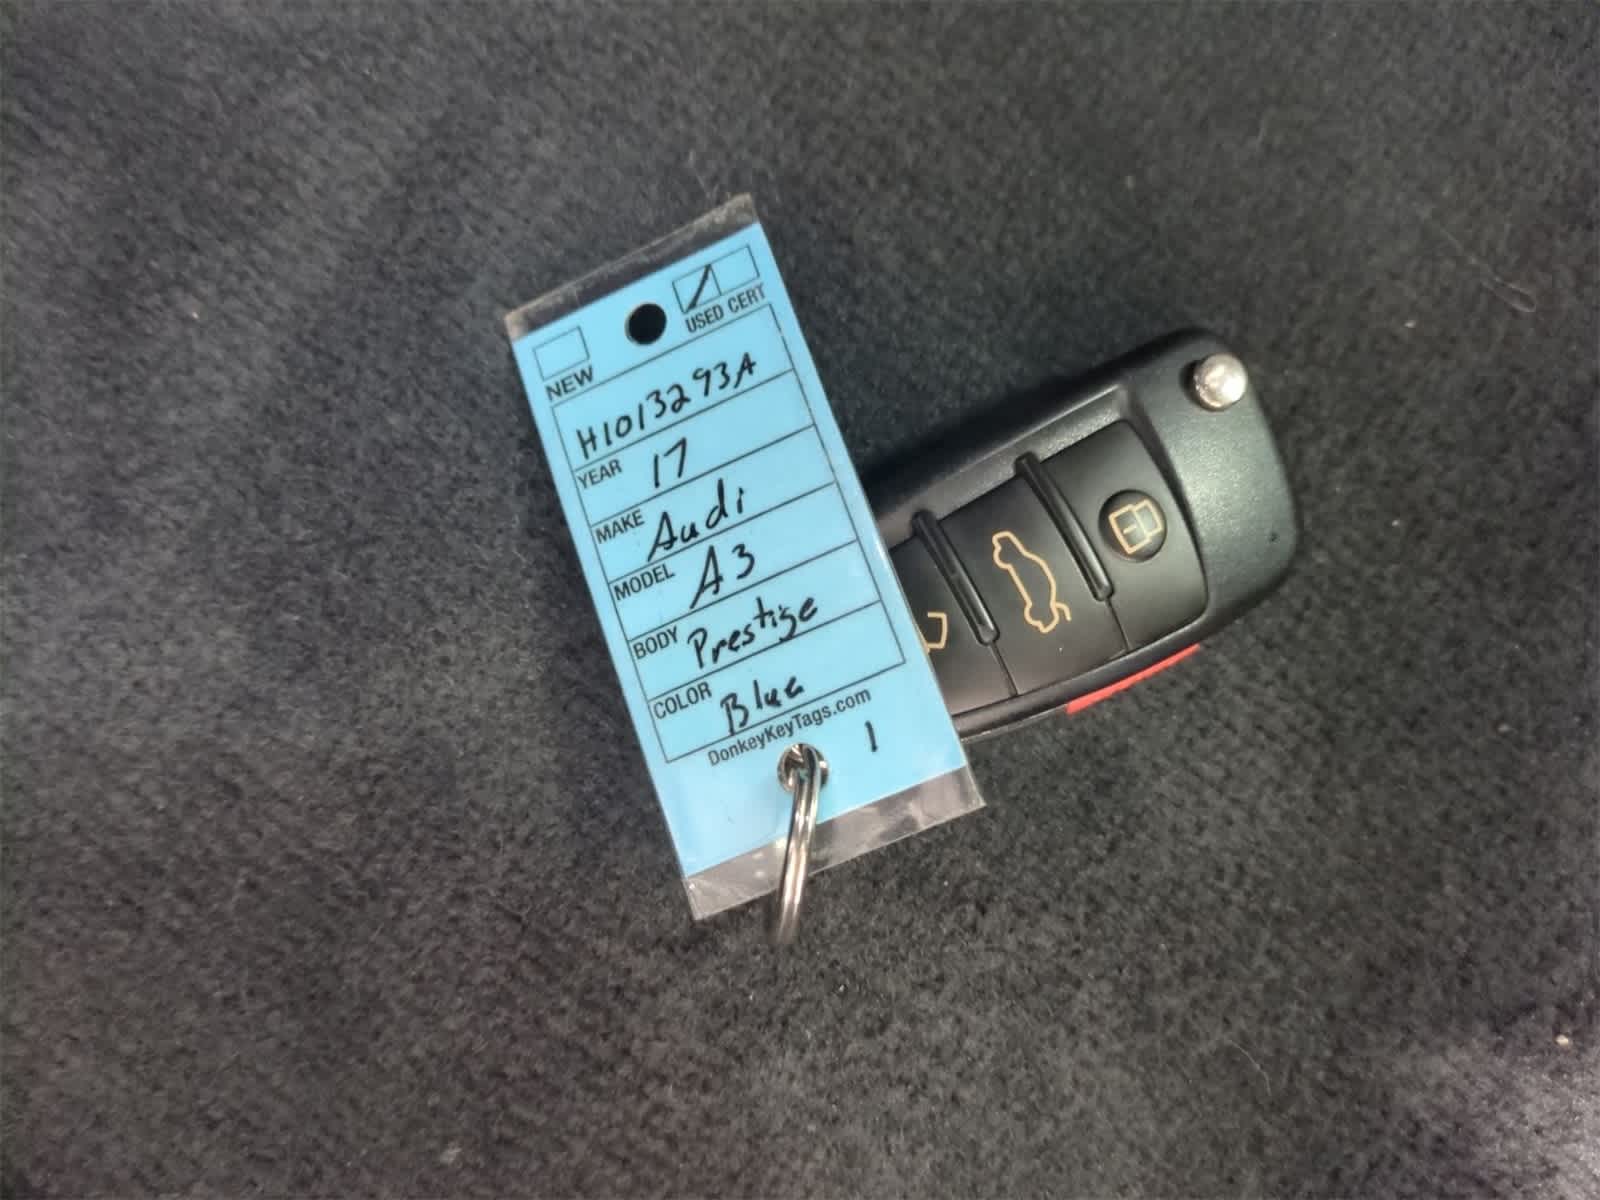 USED CERT
NEW
H1013293A
YEAR 17
MAKE Audi
MODEL A3
BODY Prestige
COLOR Blue
DonkeyKeyTags.com
1